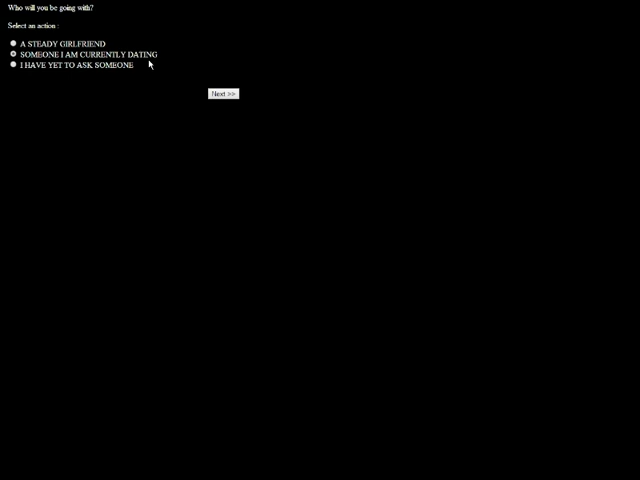 Who will you be going with?
Select an action :
A STEADY GIRLFRIEND
SOMEONE I AM CURRENTLY DATING
I HAVE YET TO ASK SOMEONE
Next >>